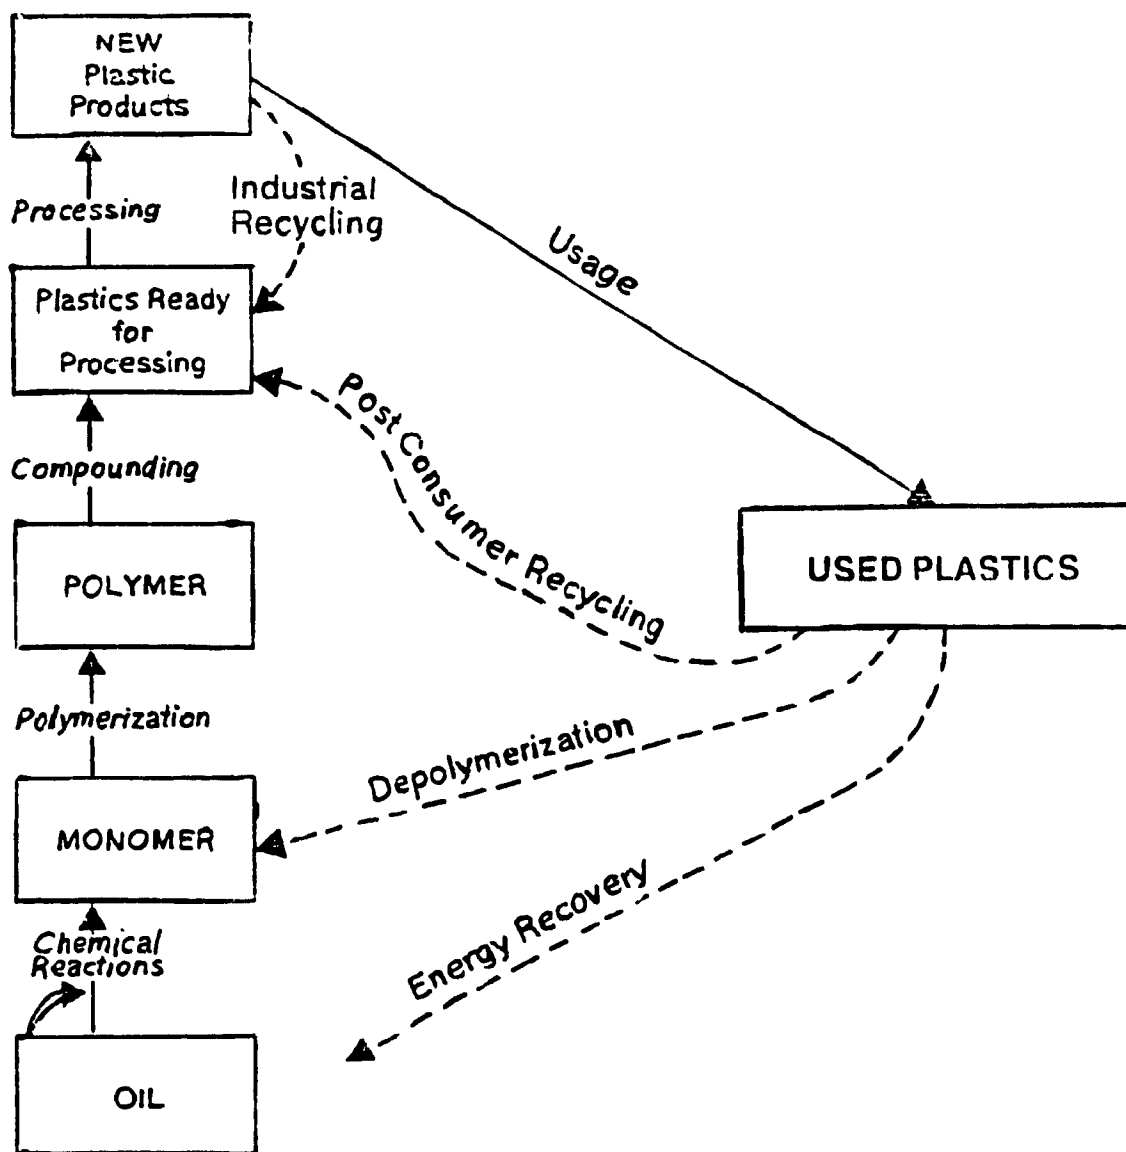 NEW
Plastic
Products
Processing
Industrial
Recycling
Usage
Plastics Ready
for
Processing
Post Consumer Recycling
Compounding
POLYMER
USED PLASTICS
Polymerization
Depolymerization
MONOMER
Energy Recovery
Chemical
Reactions
OIL